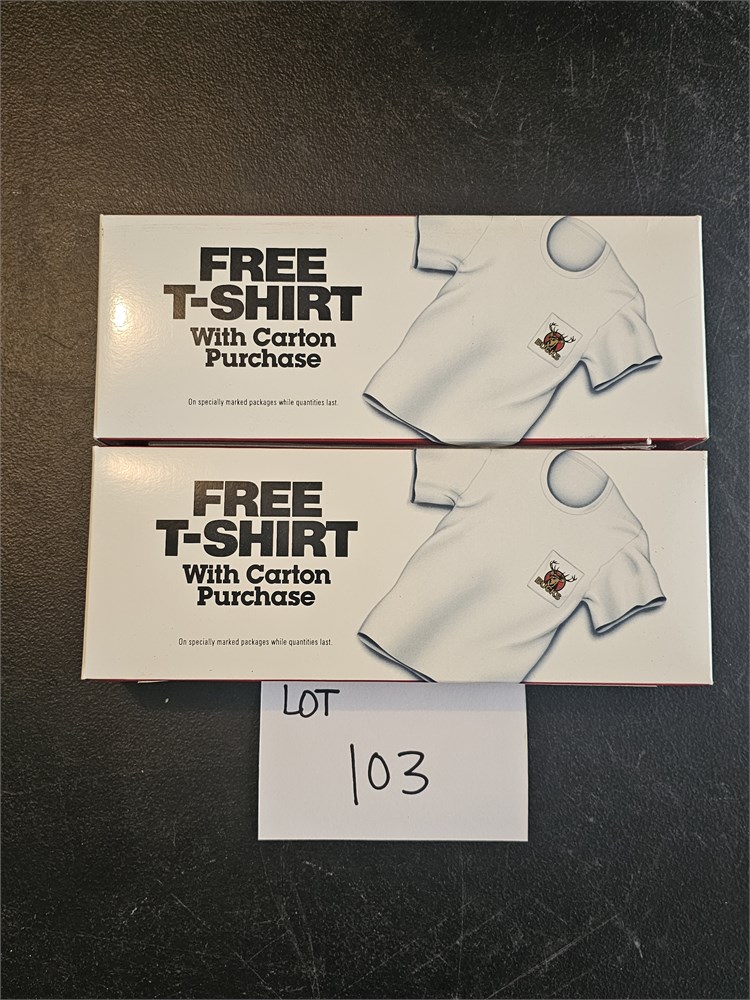 FREE
T-SHIRT
With Carton
Purchase
On specially marked packages while quantities last.
BUCKS
FREE
T-SHIRT
With Carton
Purchase
On specially marked packages while quantities last.
BUCKS
LOT
103